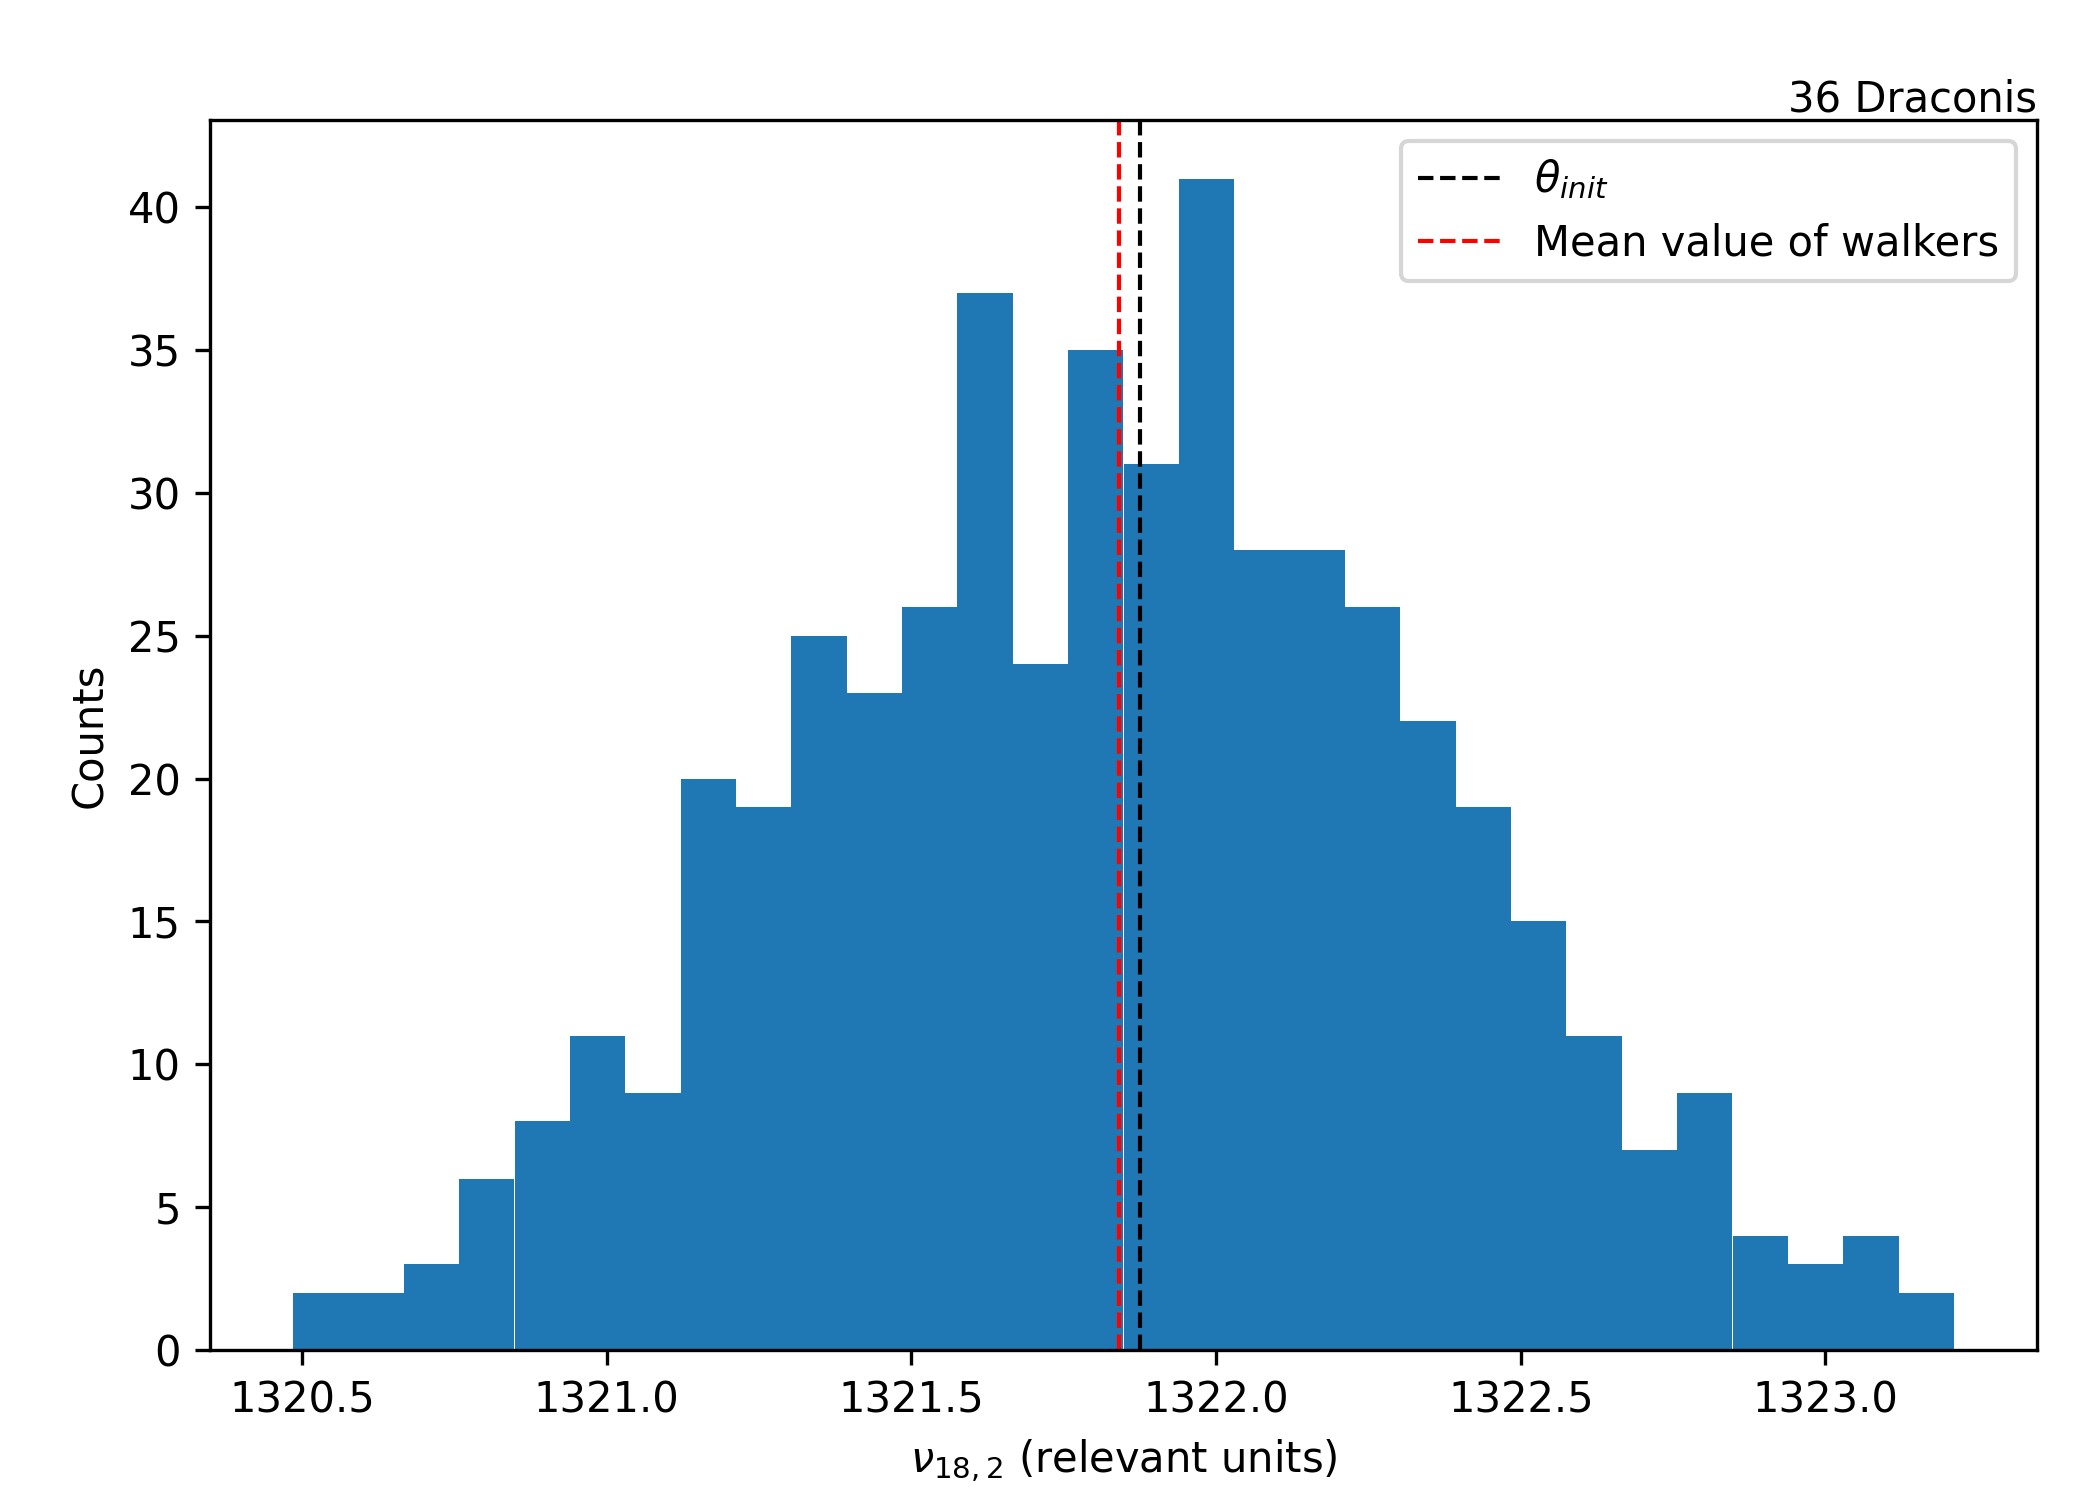 36 Draconis
θ_init
Mean value of walkers
40
35
30
25
20
15
10
5
0
Counts
1320.5 1321.0 1321.5 1322.0 1322.5 1323.0
ν_18,2 (relevant units)